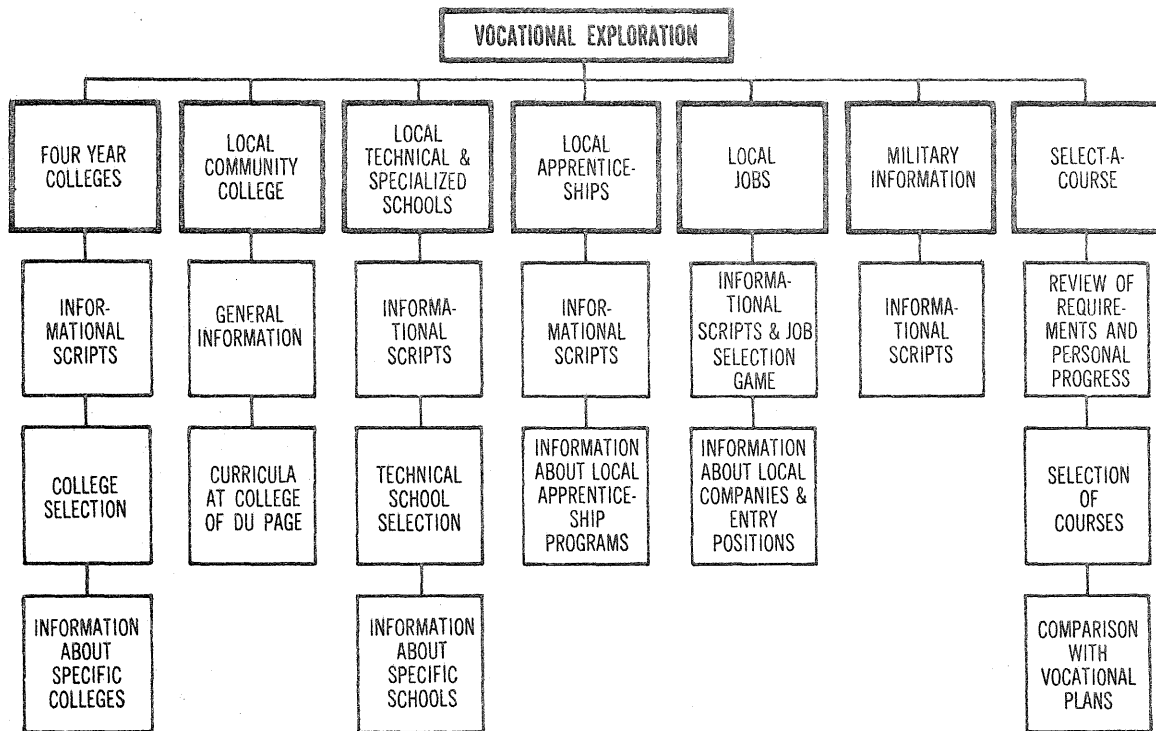 VOCATIONAL EXPLORATION
FOUR YEAR
COLLEGES
LOCAL
COMMUNITY
COLLEGE
LOCAL
TECHNICAL &
SPECIALIZED
SCHOOLS
LOCAL
APPRENTICE-
SHIPS
LOCAL
JOBS
MILITARY
INFORMATION
SELECT-A-
COURSE
INFOR-
MATIONAL
SCRIPTS
GENERAL
INFORMATION
INFORMA-
TIONAL
SCRIPTS
INFOR-
MATIONAL
SCRIPTS
INFORMA-
TIONAL
SCRIPTS & JOB
SELECTION
GAME
INFORMA-
TIONAL
SCRIPTS
REVIEW OF
REQUIRE-
MENTS AND
PERSONAL
PROGRESS
COLLEGE
SELECTION
CURRICULA
AT COLLEGE
OF DU PAGE
TECHNICAL
SCHOOL
SELECTION
INFORMATION
ABOUT LOCAL
APPRENTICE-
SHIP
PROGRAMS
INFORMATION
ABOUT LOCAL
COMPANIES &
ENTRY
POSITIONS
SELECTION
OF
COURSES
INFORMATION
ABOUT
SPECIFIC
COLLEGES
INFORMATION
ABOUT
SPECIFIC
SCHOOLS
COMPARISON
WITH
VOCATIONAL
PLANS